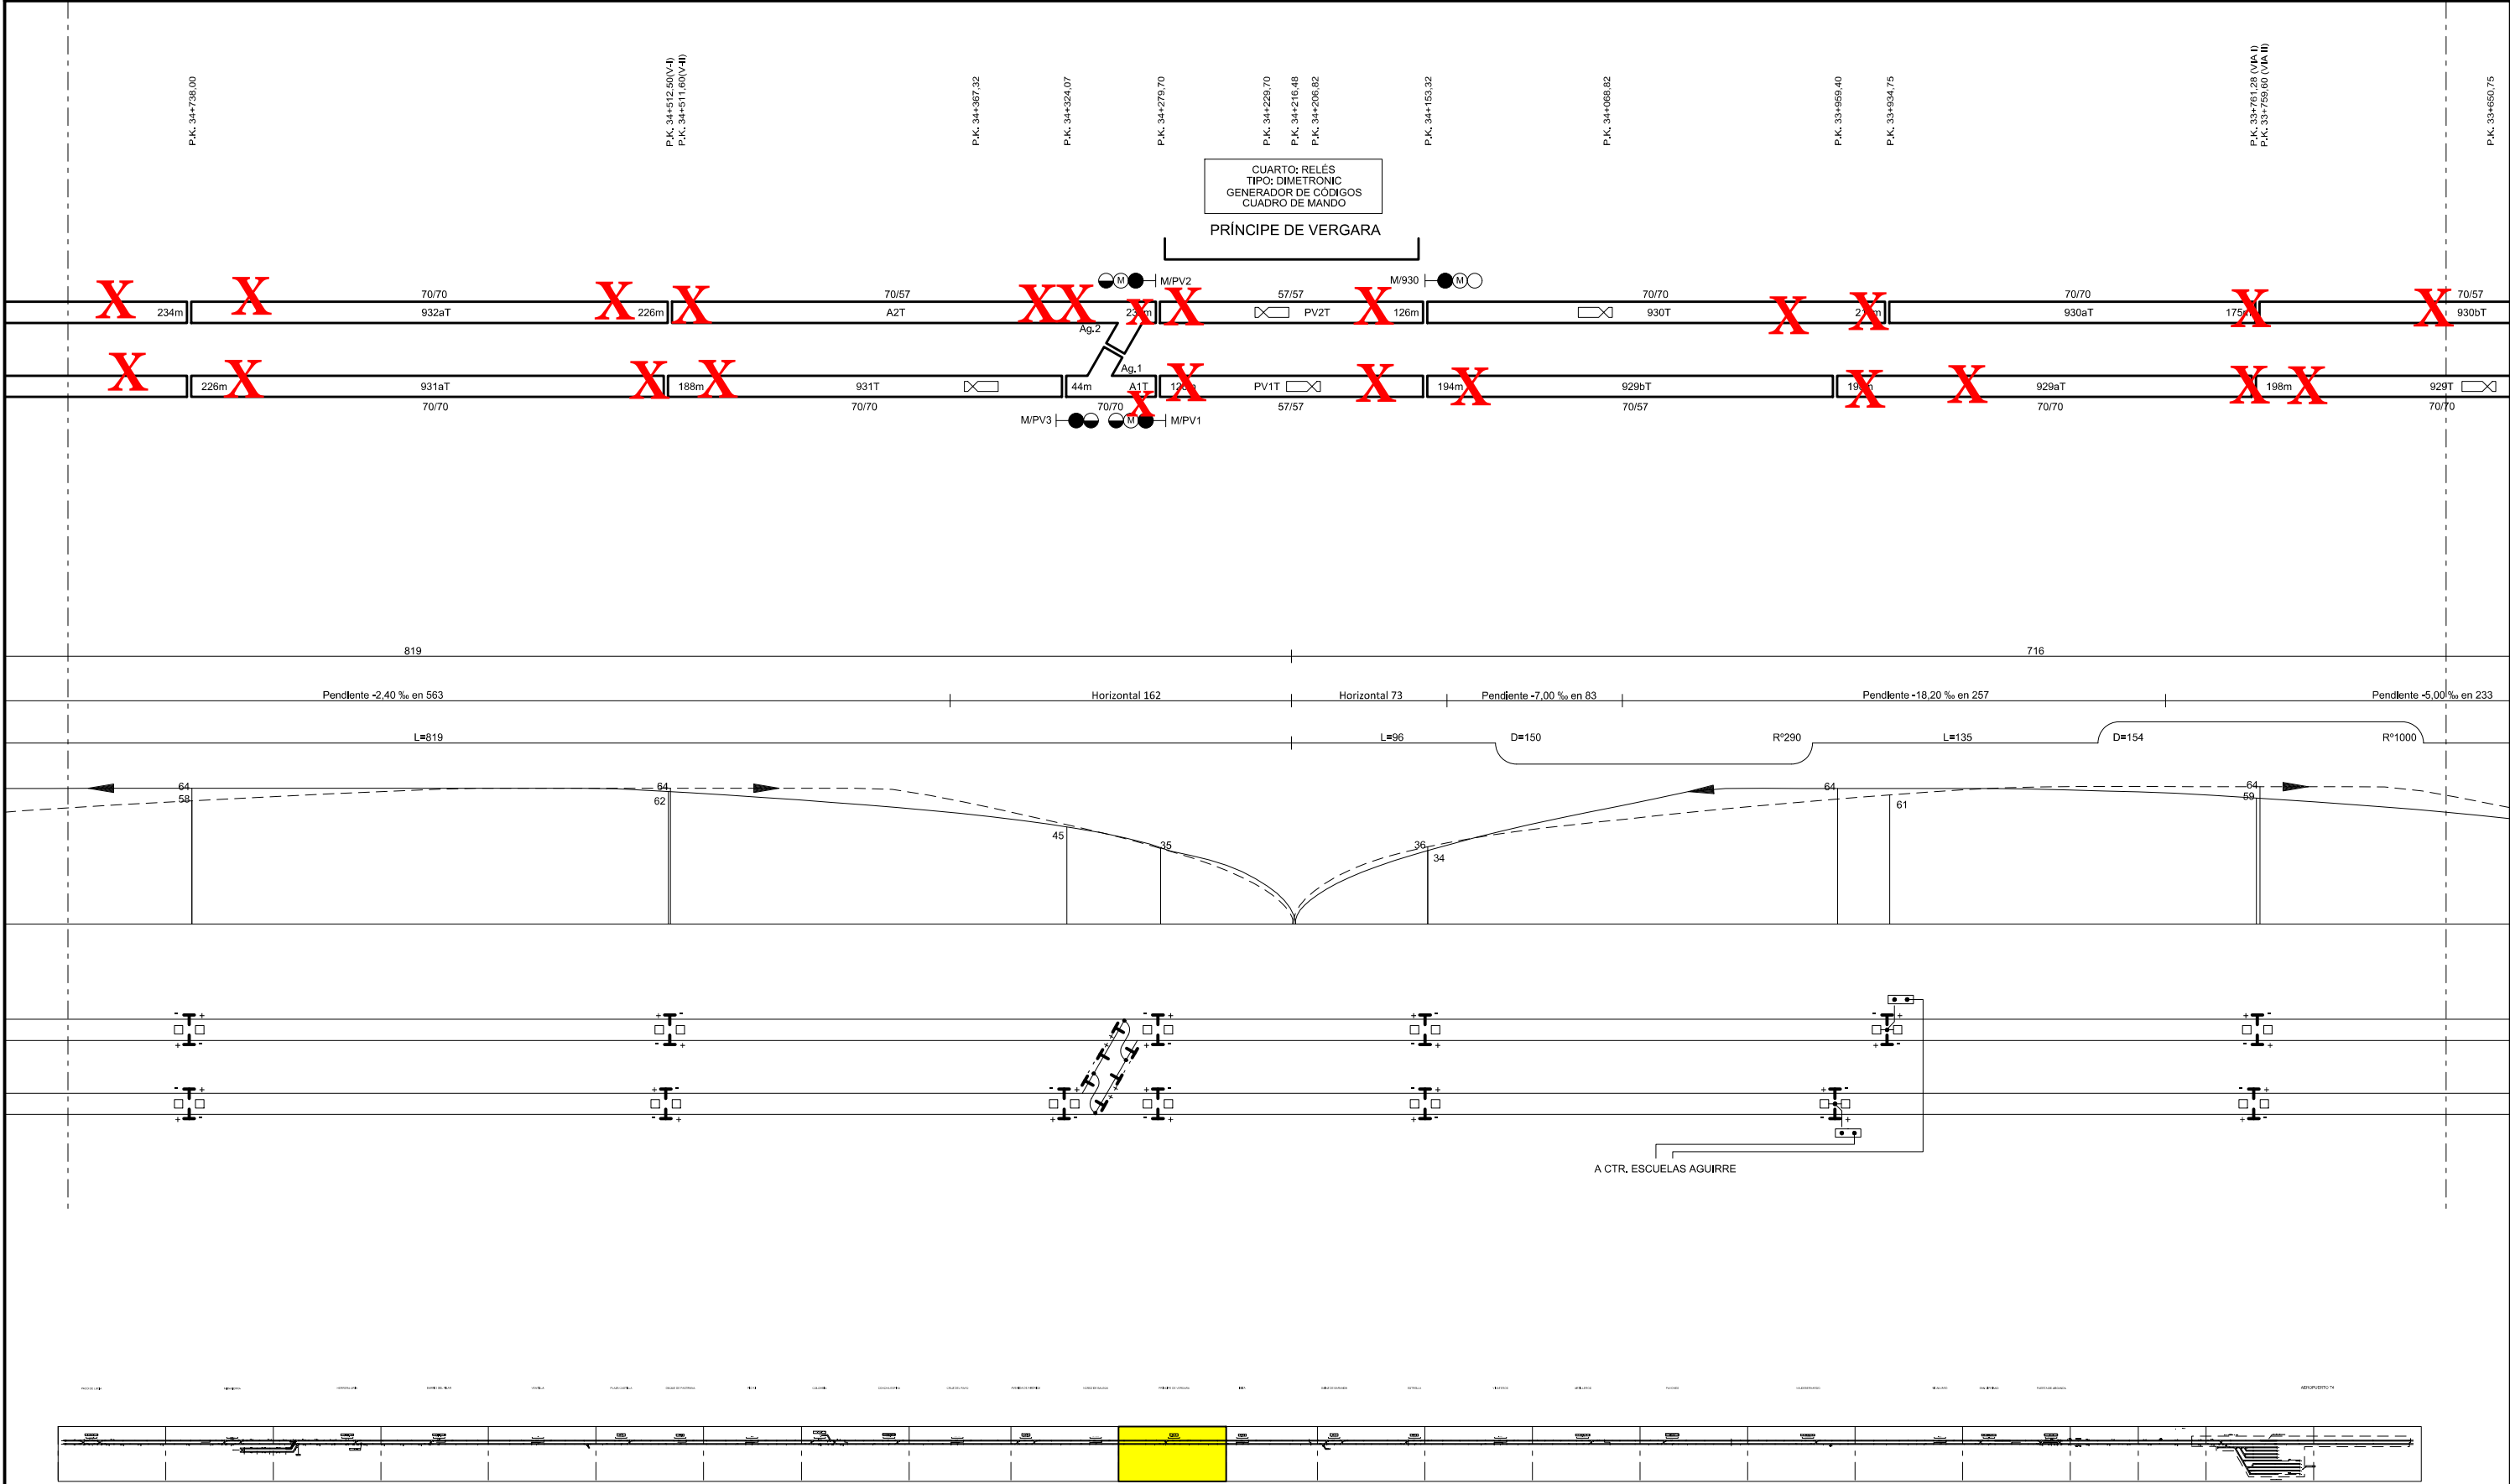 P.K. 34+738,00
P.K. 34+512,50(V-I)
P.K. 34+511,60(V-II)
P.K. 34+367,32
P.K. 34+324,07
P.K. 34+279,70
P.K. 34+229,70
P.K. 34+216,48
P.K. 34+206,82
P.K. 34+153,32
P.K. 34+068,82
P.K. 33+959,40
P.K. 33+934,75
P.K. 33+761,28 (VIA I)
P.K. 33+759,60 (VIA II)
P.K. 33+650,75
CUARTO: RELÉS
TIPO: DIMETRONIC
GENERADOR DE CÓDIGOS
CUADRO DE MANDO
PRÍNCIPE DE VERGARA
M M/PV2
M/930 M
70/70
70/57
57/57
70/70
70/70
70/57
X X X X X X X X X X X X X
234m
932aT
226m
A2T
PV2T
126m
930T
930aT
930bT
Ag.2
Ag.1
X X X X X X X X X X X X X
226m
931aT
188m
931T
44m
A1T
PV1T
194m
929bT
929aT
198m
929T
70/70
70/70
70/70
57/57
70/57
70/70
70/70
M/PV3
M M/PV1
819
716
Pendiente -2,40 ‰ en 563
Horizontal 162
Horizontal 73
Pendiente -7,00 ‰ en 83
Pendiente -18,20 ‰ en 257
Pendiente -5,00 ‰ en 233
L=819
L=96
D=150
Rº290
L=135
D=154
Rº1000
64
58
64
62
45
35
36
34
64
61
64
59
A CTR. ESCUELAS AGUIRRE
AEROPUERTO T4